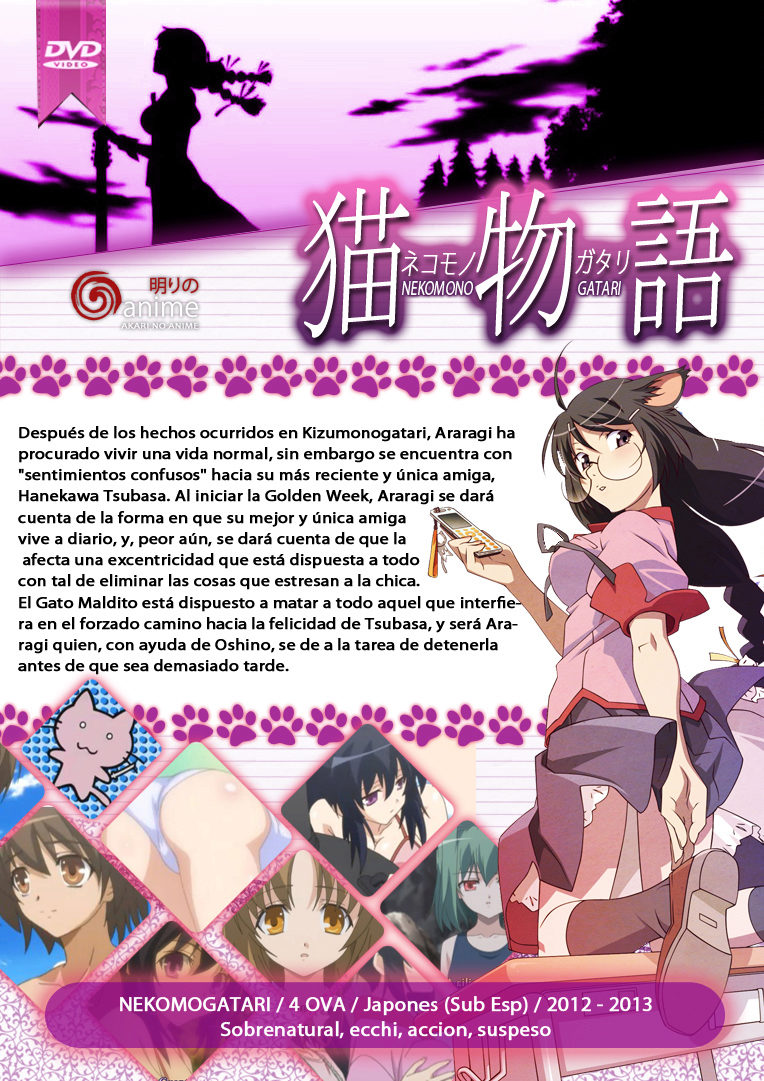 DVD
VIDEO
猫物語
ネコモノ ガタリ
NEKOMONO GATARI
明りの
anime
AKARI NO ANIME
Después de los hechos ocurridos en Kizumonogatari, Araragi ha
procurado vivir una vida normal, sin embargo se encuentra con
"sentimientos confusos" hacia su más reciente y única amiga,
Hanekawa Tsubasa. Al iniciar la Golden Week, Araragi se dará
cuenta de la forma en que su mejor y única amiga
vive a diario, y, peor aún, se dará cuenta de que la
afecta una excentricidad que está dispuesta a todo
con tal de eliminar las cosas que estresan a la chica.
El Gato Maldito está dispuesto a matar a todo aquel que interfie-
ra en el forzado camino hacia la felicidad de Tsubasa, y será Ara-
ragi quien, con ayuda de Oshino, se de a la tarea de detenerla
antes de que sea demasiado tarde.
NEKOMOGATARI / 4 OVA / Japones (Sub Esp) / 2012 - 2013
Sobrenatural, ecchi, accion, suspeso